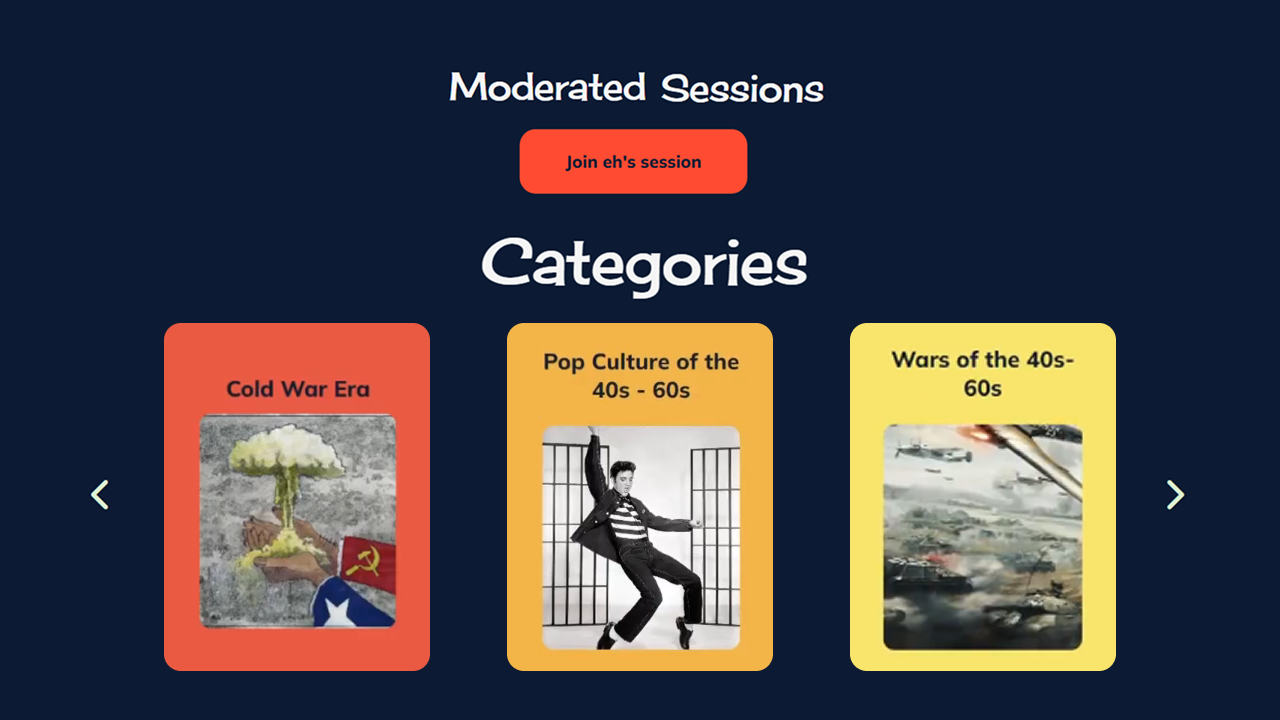 Moderated Sessions
Join eh's session
Categories
Cold War Era
Pop Culture of the
40s - 60s
Wars of the 40s-
60s